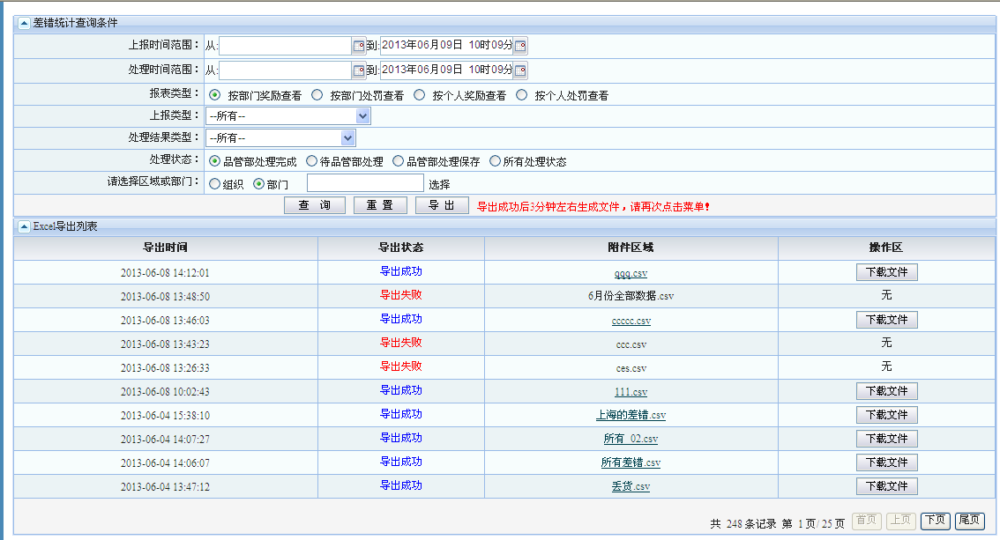 差错统计查询条件
上报时间范围： 从: 到: 2013年06月09日 10时09分
处理时间范围： 从: 到: 2013年06月09日 10时09分
报表类型： 按部门奖励查看 按部门处罚查看 按个人奖励查看 按个人处罚查看
上报类型： --所有--
处理结果类型： --所有--
处理状态： 品管部处理完成 待品管部处理 品管部处理保存 所有处理状态
请选择区域或部门： 组织 部门 选择
查 询 重 置 导 出 导出成功后3分钟左右生成文件，请再次点击菜单!
Excel导出列表
导出时间 导出状态 附件区域 操作区
2013-06-08 14:12:01 导出成功 qqq.csv 下载文件
2013-06-08 13:48:50 导出失败 6月份全部数据.csv 无
2013-06-08 13:46:03 导出成功 ccccc.csv 下载文件
2013-06-08 13:43:23 导出失败 ccc.csv 无
2013-06-08 13:26:33 导出失败 ces.csv 无
2013-06-08 10:02:43 导出成功 111.csv 下载文件
2013-06-04 15:38:10 导出成功 上海的差错.csv 下载文件
2013-06-04 14:07:27 导出成功 所有_02.csv 下载文件
2013-06-04 14:06:07 导出成功 所有差错.csv 下载文件
2013-06-04 13:47:12 导出成功 丢货.csv 下载文件
共 248 条记录 第 1 页/ 25 页 首页 上页 下页 尾页